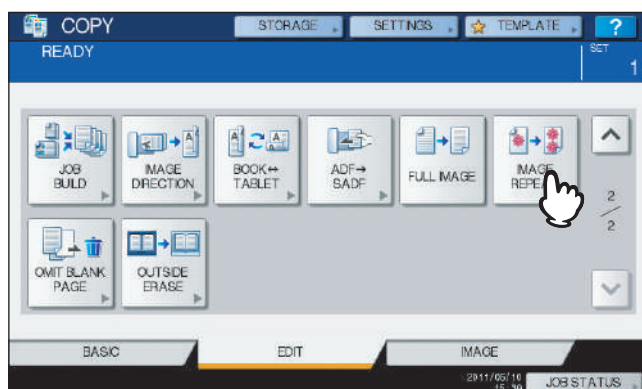 COPY
STORAGE
SETTINGS
TEMPLATE
?
READY
SET
1
JOB
BUILD
IMAGE
DIRECTION
BOOK↔
TABLET
ADF→
SADF
FULL IMAGE
IMAGE
OMIT BLANK
PAGE
OUTSIDE
ERASE
2
2
BASIC
EDIT
IMAGE
2011/05/10
JOB STATUS